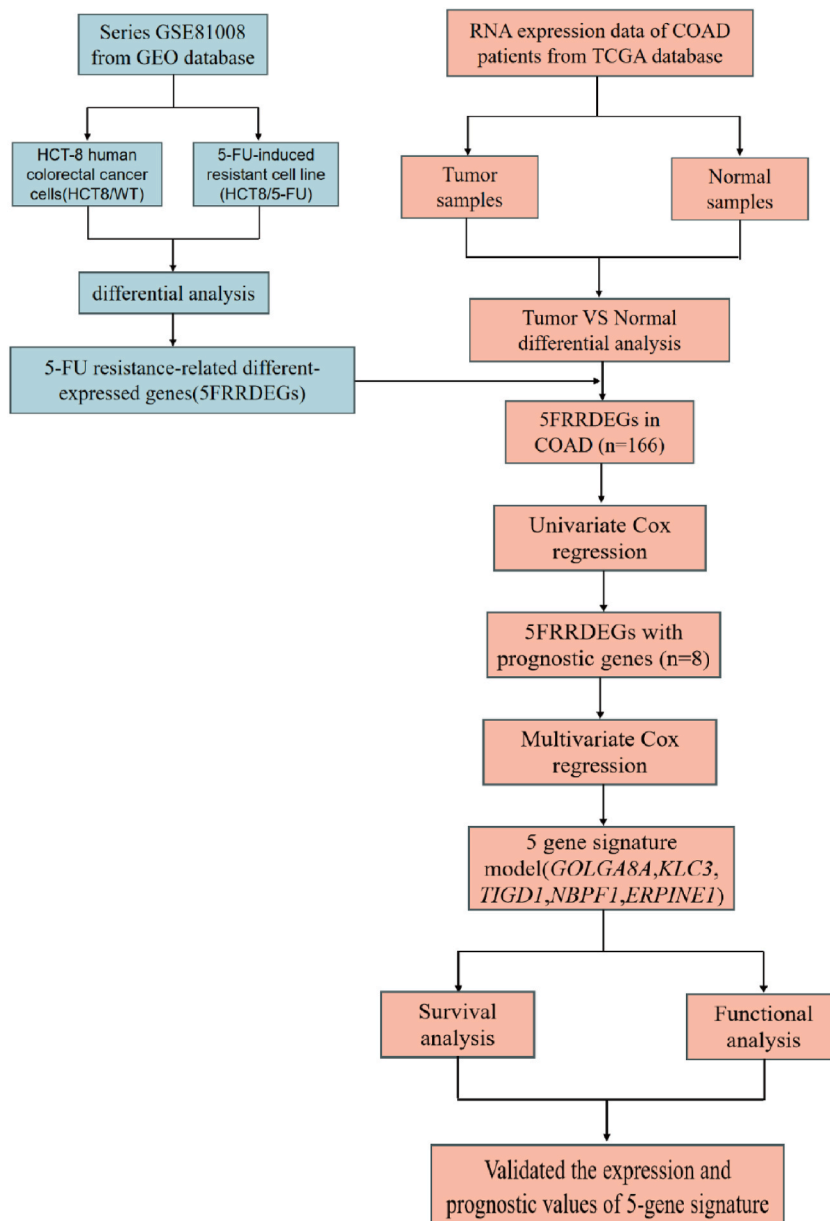 Series GSE81008
from GEO database
RNA expression data of COAD
patients from TCGA database
HCT-8 human
colorectal cancer
cells(HCT8/WT)
5-FU-induced
resistant cell line
(HCT8/5-FU)
Tumor
samples
Normal
samples
differential analysis
Tumor VS Normal
differential analysis
5-FU resistance-related different-
expressed genes(5FRRDEGs)
5FRRDEGs in
COAD (n=166)
Univariate Cox
regression
5FRRDEGs with
prognostic genes (n=8)
Multivariate Cox
regression
5 gene signature
model(GOLGA8A,KLC3,
TIGD1,NBPF1,ERPINE1)
Survival
analysis
Functional
analysis
Validated the expression and
prognostic values of 5-gene signature